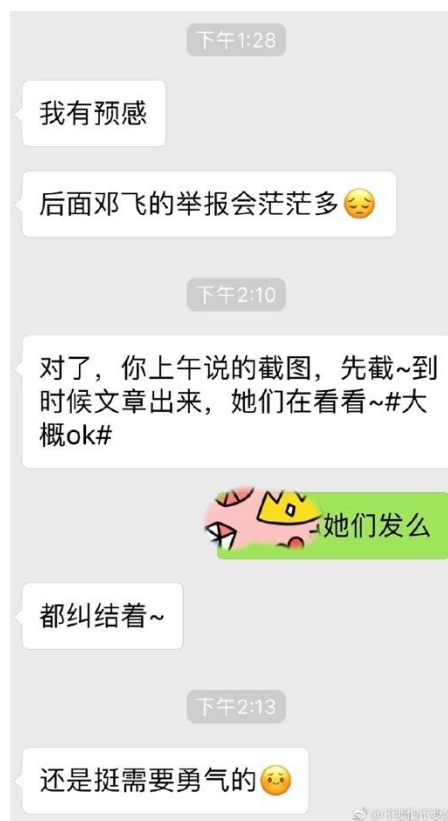 下午1:28
我有预感
后面邓飞的举报会茫茫多
下午2:10
对了，你上午说的截图，先截~到
时候文章出来，她们在看看~#大
概ok#
她们发么
都纠结着~
下午2:13
还是挺需要勇气的